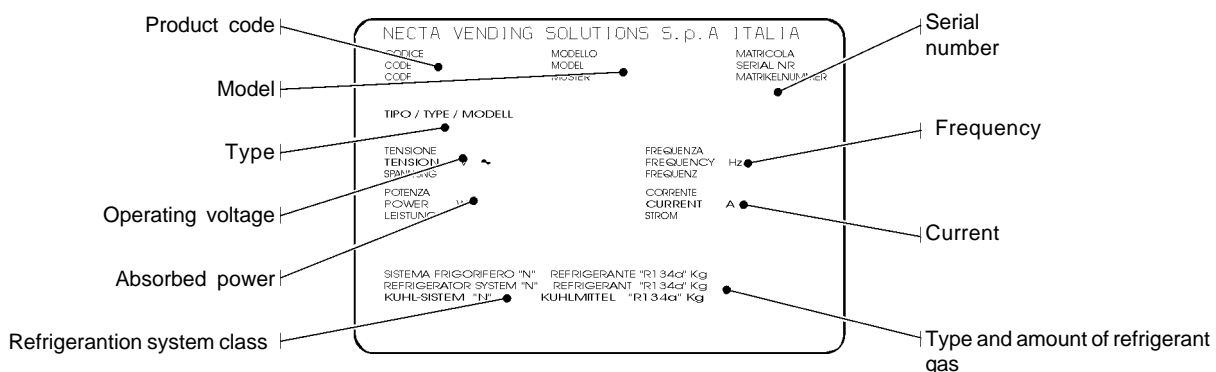 Product code
Model
Type
Operating voltage
Absorbed power
Refrigerantion system class
NECTA VENDING SOLUTIONS S.p.A ITALIA
CODICE
CODE
CODE
MODELLO
MODEL
MUSTER
MATRICOLA
SERIAL NR
MATRIKELNUMMER
TIPO / TYPE / MODELL
TENSIONE
TENSION V ~
SPANNUNG
FREQUENZA
FREQUENCY Hz
FREQUENZ
POTENZA
POWER W
LEISTUNG
CORRENTE
CURRENT A
STROM
SISTEMA FRIGORIFERO "N" REFRIGERANTE "R134a" Kg
REFRIGERATOR SYSTEM "N" REFRIGERANT "R134a" Kg
KUHL-SISTEM "N" KUHLMITTEL "R134a" Kg
Serial
number
Frequency
Current
Type and amount of refrigerant
gas